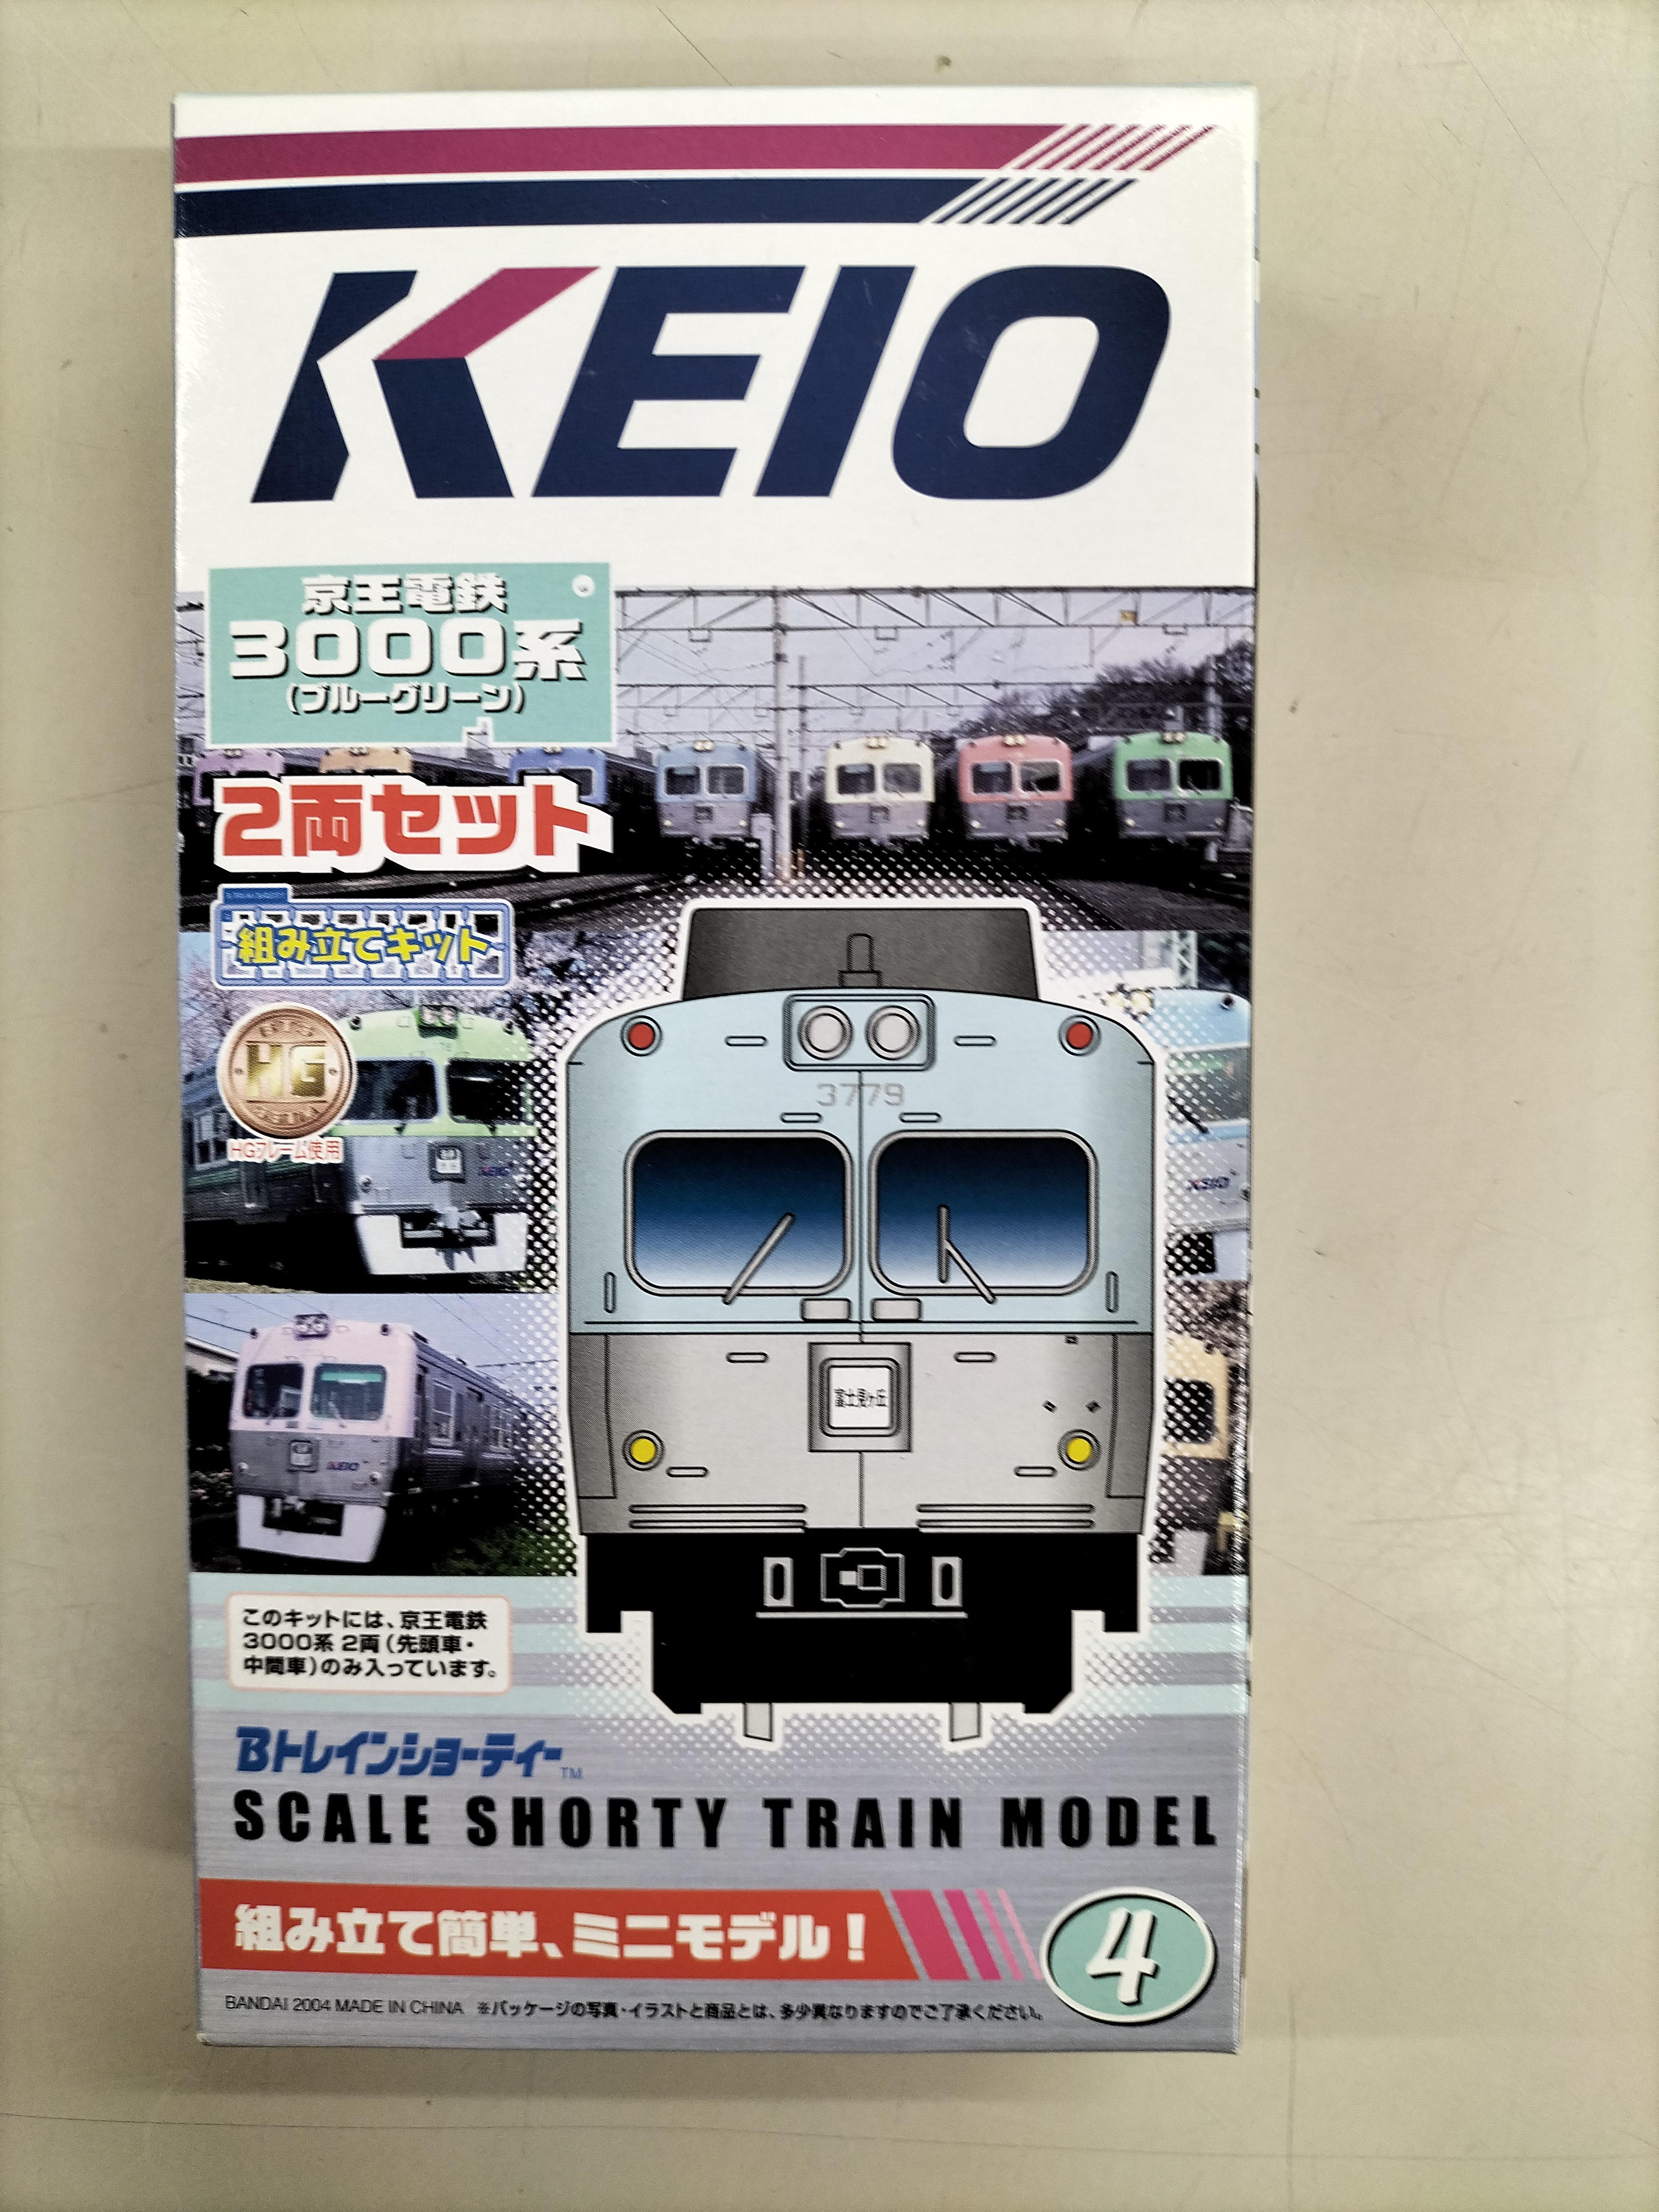 KEIO
京王電鉄
3000系
(ブルーグリーン)
2両セット
組み立てキット
HG
HGフレーム使用
3779
KEIO
KEIO
KEIO
富士見ヶ丘
このキットには、京王電鉄
3000系 2両(先頭車・
中間車)のみ入っています。
Bトレインショーティー TM
SCALE SHORTY TRAIN MODEL
組み立て簡単、ミニモデル!
4
BANDAI 2004 MADE IN CHINA ※パッケージの写真・イラストと商品とは、多少異なりますのでご了承ください。